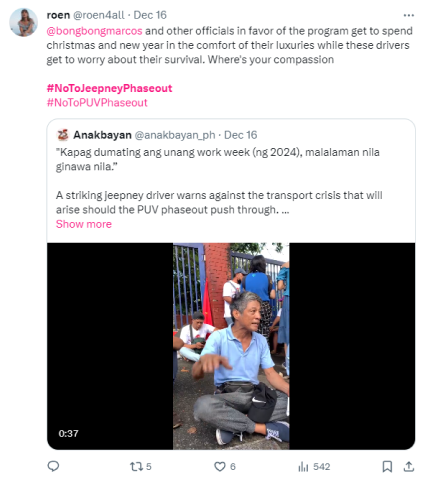 roen @roen4all · Dec 16
@bongbongmarcos and other officials in favor of the program get to spend
christmas and new year in the comfort of their luxuries while these drivers
get to worry about their survival. Where's your compassion
#NoToJeepneyPhaseout
#NoToPUVPhaseout
Anakbayan @anakbayan_ph · Dec 16
"Kapag dumating ang unang work week (ng 2024), malalaman nila
ginawa nila."
A striking jeepney driver warns against the transport crisis that will
arise should the PUV phaseout push through. ...
Show more
0:37
5
6
542